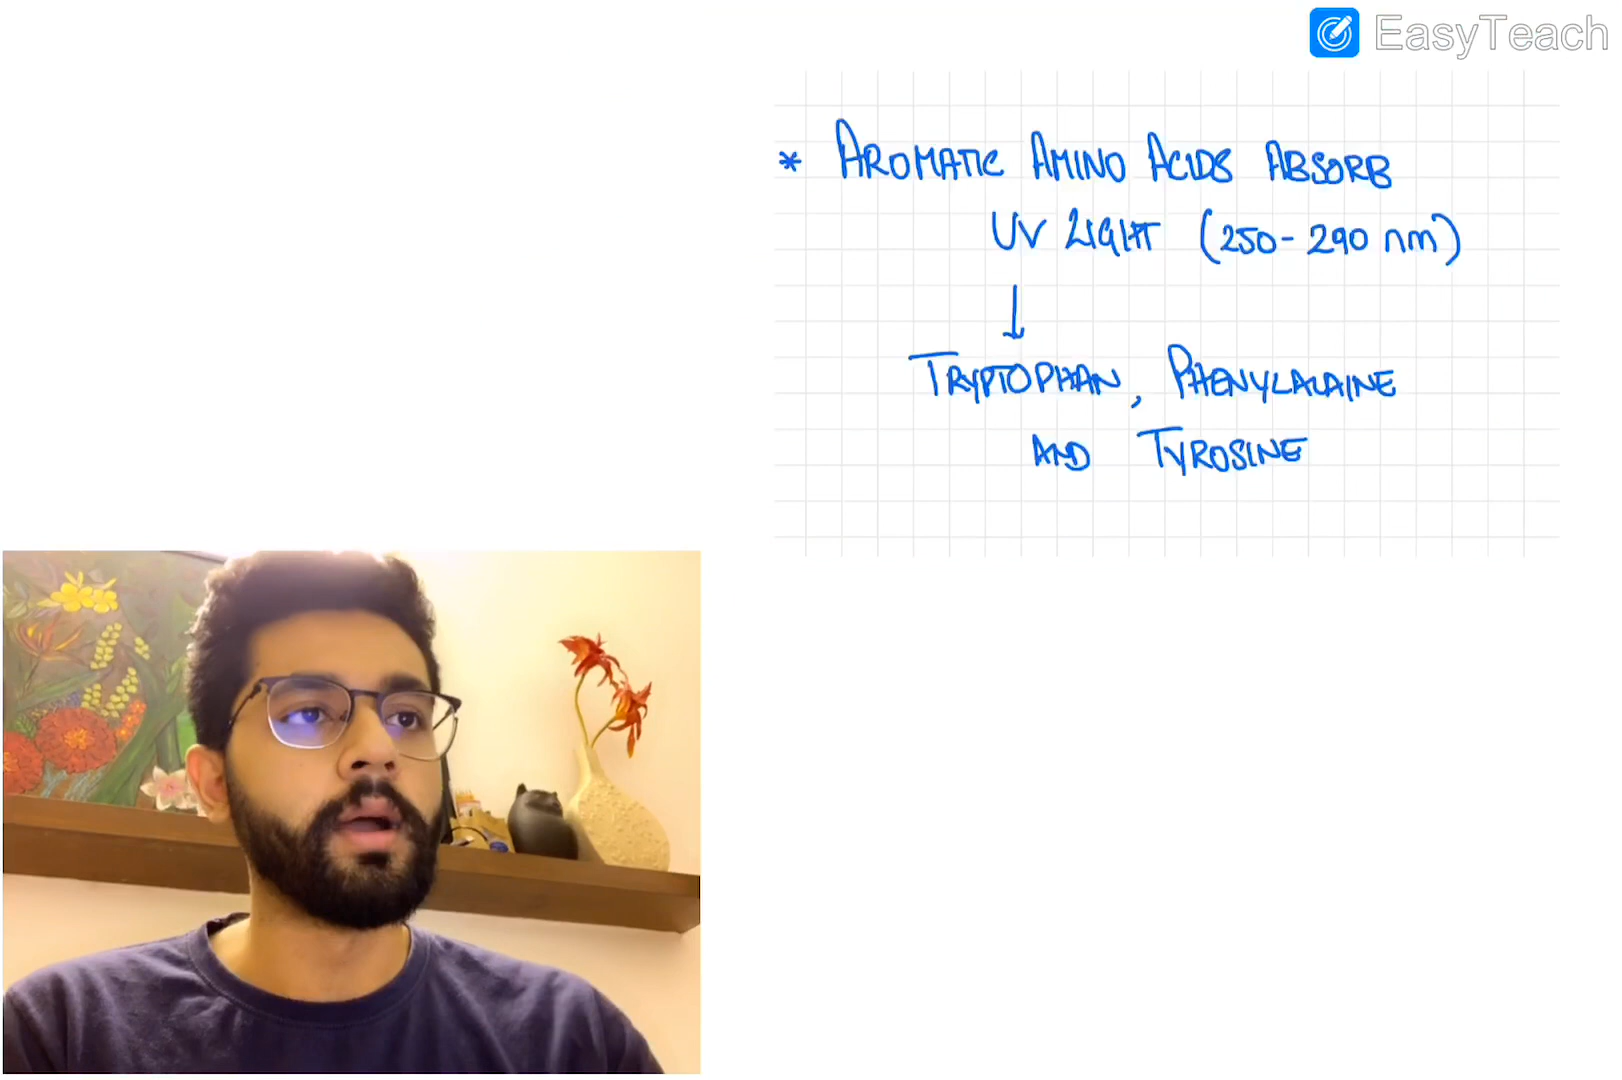 EasyTeach
* AROMATIC AMINO ACIDS ABSORB
UV LIGHT (250-290 nm)
↓
TRYPTOPHAN, PHENYLALAINE
AND TYROSINE